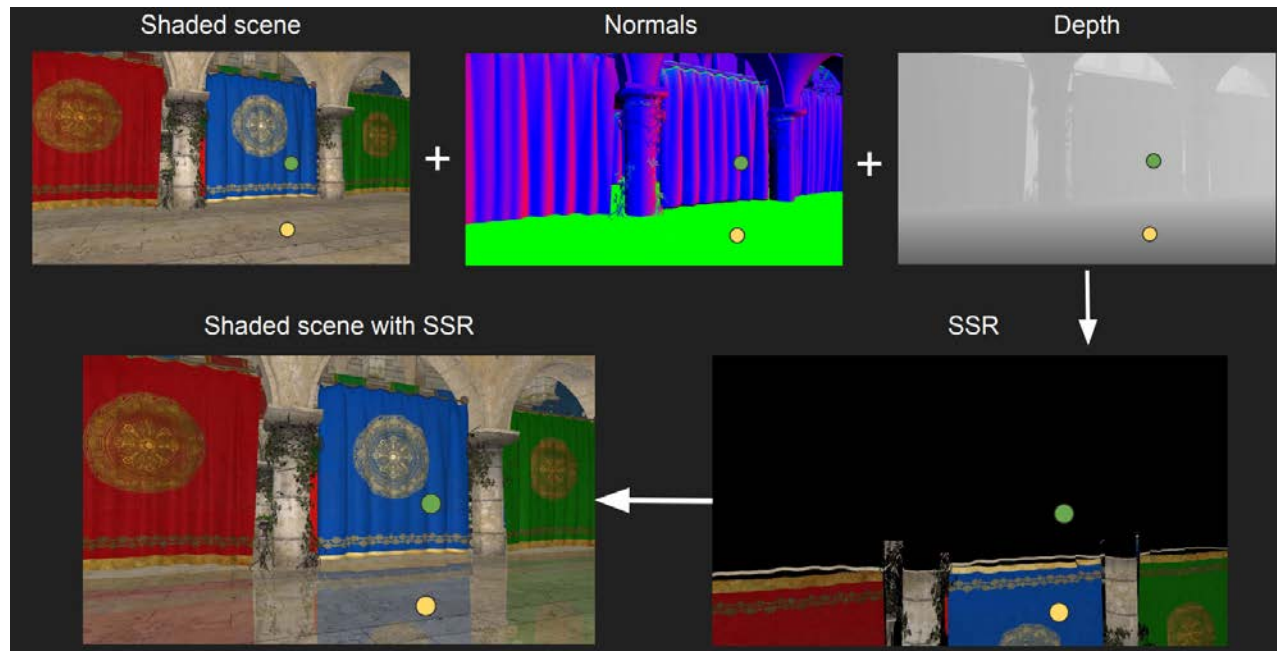 Shaded scene
Normals
Depth
+
+
Shaded scene with SSR
SSR